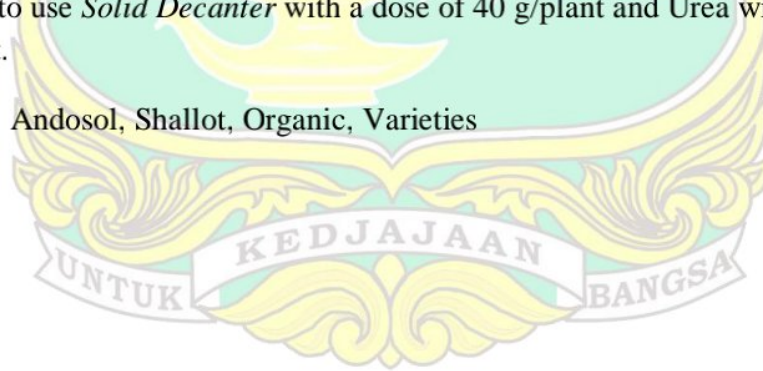 to use Solid Decanter with a dose of 40 g/plant and Urea wi
.
Andosol, Shallot, Organic, Varieties
KEDJAJAAN
UNTUK
BANGSA